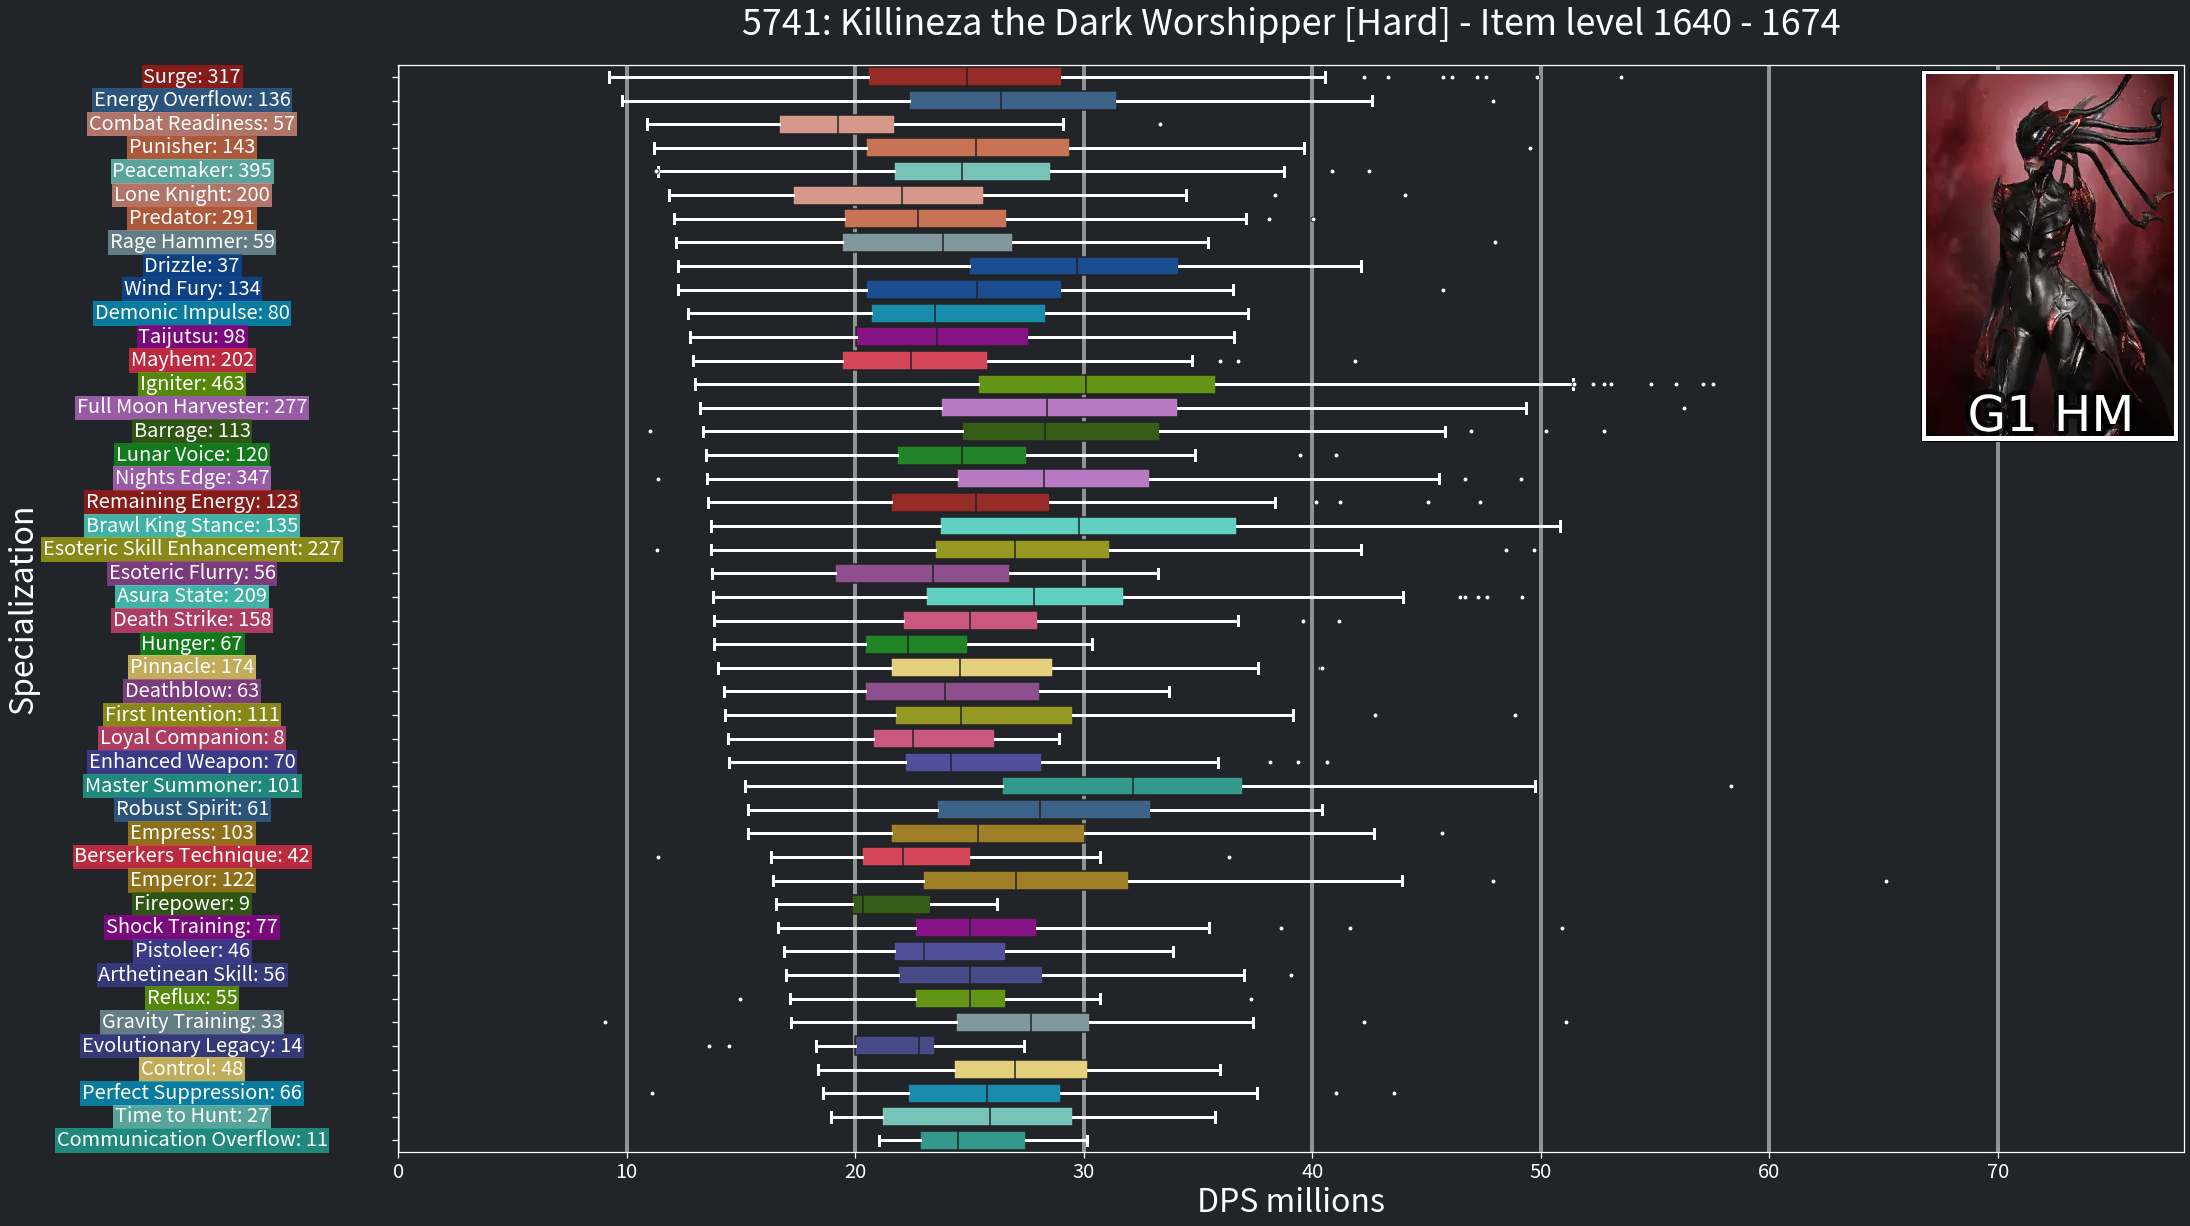 5741: Killineza the Dark Worshipper [Hard] - Item level 1640 - 1674
Surge: 317
Energy Overflow: 136
Combat Readiness: 57
Punisher: 143
Peacemaker: 395
Lone Knight: 200
Predator: 291
Rage Hammer: 59
Drizzle: 37
Wind Fury: 134
Demonic Impulse: 80
Taijutsu: 98
Mayhem: 202
Igniter: 463
Full Moon Harvester: 277
Barrage: 113
Lunar Voice: 120
Nights Edge: 347
Remaining Energy: 123
Brawl King Stance: 135
Esoteric Skill Enhancement: 227
Esoteric Flurry: 56
Asura State: 209
Death Strike: 158
Hunger: 67
Pinnacle: 174
Deathblow: 63
First Intention: 111
Loyal Companion: 8
Enhanced Weapon: 70
Master Summoner: 101
Robust Spirit: 61
Empress: 103
Berserkers Technique: 42
Emperor: 122
Firepower: 9
Shock Training: 77
Pistoleer: 46
Arthetinean Skill: 56
Reflux: 55
Gravity Training: 33
Evolutionary Legacy: 14
Control: 48
Perfect Suppression: 66
Time to Hunt: 27
Communication Overflow: 11
Specialization
G1 HM
0 10 20 30 40 50 60 70
DPS millions